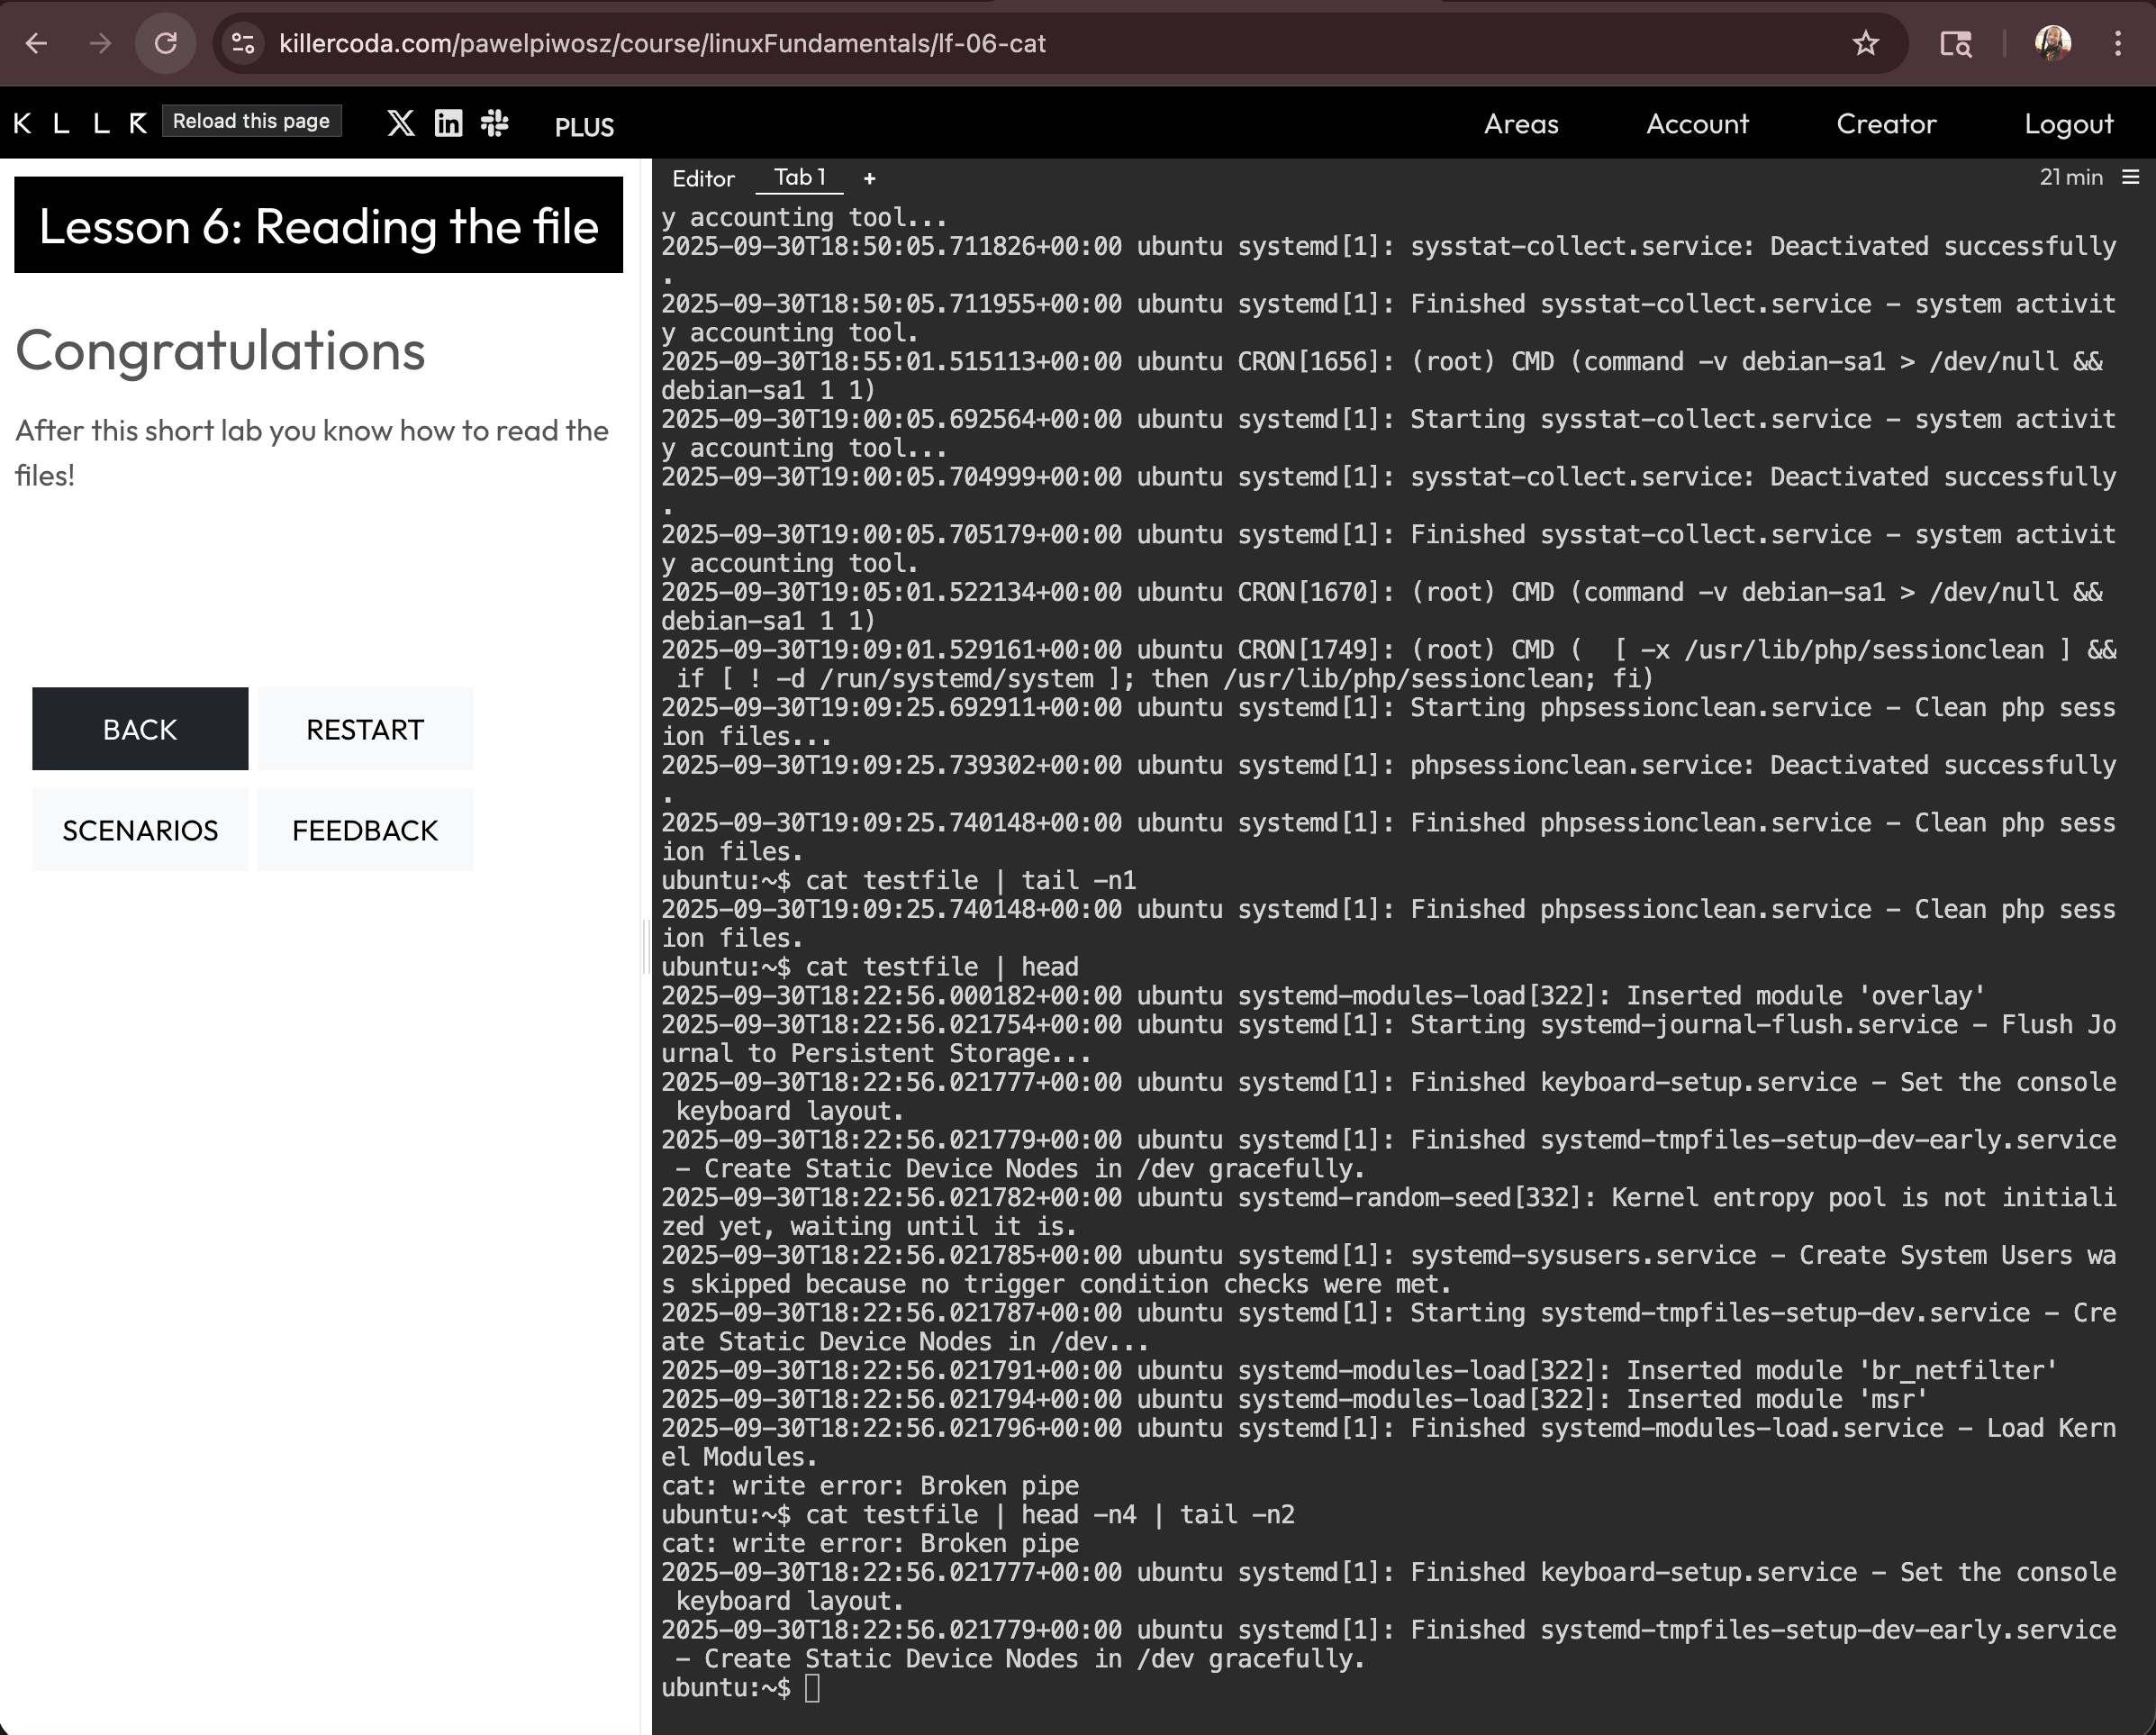 killercoda.com/pawelpiwosz/course/linuxFundamentals/lf-06-cat
K L L Reload this page PLUS Areas Account Creator Logout
Lesson 6: Reading the file
Congratulations
After this short lab you know how to read the
files!
BACK RESTART
SCENARIOS FEEDBACK
Editor Tab 1 + 21 min
y accounting tool...
2025-09-30T18:50:05.711826+00:00 ubuntu systemd[1]: sysstat-collect.service: Deactivated successfully
.
2025-09-30T18:50:05.711955+00:00 ubuntu systemd[1]: Finished sysstat-collect.service - system activit
y accounting tool.
2025-09-30T18:55:01.515113+00:00 ubuntu CRON[1656]: (root) CMD (command -v debian-sa1 > /dev/null &&
debian-sa1 1 1)
2025-09-30T19:00:05.692564+00:00 ubuntu systemd[1]: Starting sysstat-collect.service - system activit
y accounting tool...
2025-09-30T19:00:05.704999+00:00 ubuntu systemd[1]: sysstat-collect.service: Deactivated successfully
.
2025-09-30T19:00:05.705179+00:00 ubuntu systemd[1]: Finished sysstat-collect.service - system activit
y accounting tool.
2025-09-30T19:05:01.522134+00:00 ubuntu CRON[1670]: (root) CMD (command -v debian-sa1 > /dev/null &&
debian-sa1 1 1)
2025-09-30T19:09:01.529161+00:00 ubuntu CRON[1749]: (root) CMD (  [ -x /usr/lib/php/sessionclean ] &&
 if [ ! -d /run/systemd/system ]; then /usr/lib/php/sessionclean; fi)
2025-09-30T19:09:25.692911+00:00 ubuntu systemd[1]: Starting phpsessionclean.service - Clean php sess
ion files...
2025-09-30T19:09:25.739302+00:00 ubuntu systemd[1]: phpsessionclean.service: Deactivated successfully
.
2025-09-30T19:09:25.740148+00:00 ubuntu systemd[1]: Finished phpsessionclean.service - Clean php sess
ion files.
ubuntu:~$ cat testfile | tail -n1
2025-09-30T19:09:25.740148+00:00 ubuntu systemd[1]: Finished phpsessionclean.service - Clean php sess
ion files.
ubuntu:~$ cat testfile | head
2025-09-30T18:22:56.000182+00:00 ubuntu systemd-modules-load[322]: Inserted module 'overlay'
2025-09-30T18:22:56.021754+00:00 ubuntu systemd[1]: Starting systemd-journal-flush.service - Flush Jo
urnal to Persistent Storage...
2025-09-30T18:22:56.021777+00:00 ubuntu systemd[1]: Finished keyboard-setup.service - Set the console
 keyboard layout.
2025-09-30T18:22:56.021779+00:00 ubuntu systemd[1]: Finished systemd-tmpfiles-setup-dev-early.service
 - Create Static Device Nodes in /dev gracefully.
2025-09-30T18:22:56.021782+00:00 ubuntu systemd-random-seed[332]: Kernel entropy pool is not initiali
zed yet, waiting until it is.
2025-09-30T18:22:56.021785+00:00 ubuntu systemd[1]: systemd-sysusers.service - Create System Users wa
s skipped because no trigger condition checks were met.
2025-09-30T18:22:56.021787+00:00 ubuntu systemd[1]: Starting systemd-tmpfiles-setup-dev.service - Cre
ate Static Device Nodes in /dev...
2025-09-30T18:22:56.021791+00:00 ubuntu systemd-modules-load[322]: Inserted module 'br_netfilter'
2025-09-30T18:22:56.021794+00:00 ubuntu systemd-modules-load[322]: Inserted module 'msr'
2025-09-30T18:22:56.021796+00:00 ubuntu systemd[1]: Finished systemd-modules-load.service - Load Kern
el Modules.
cat: write error: Broken pipe
ubuntu:~$ cat testfile | head -n4 | tail -n2
cat: write error: Broken pipe
2025-09-30T18:22:56.021777+00:00 ubuntu systemd[1]: Finished keyboard-setup.service - Set the console
 keyboard layout.
2025-09-30T18:22:56.021779+00:00 ubuntu systemd[1]: Finished systemd-tmpfiles-setup-dev-early.service
 - Create Static Device Nodes in /dev gracefully.
ubuntu:~$